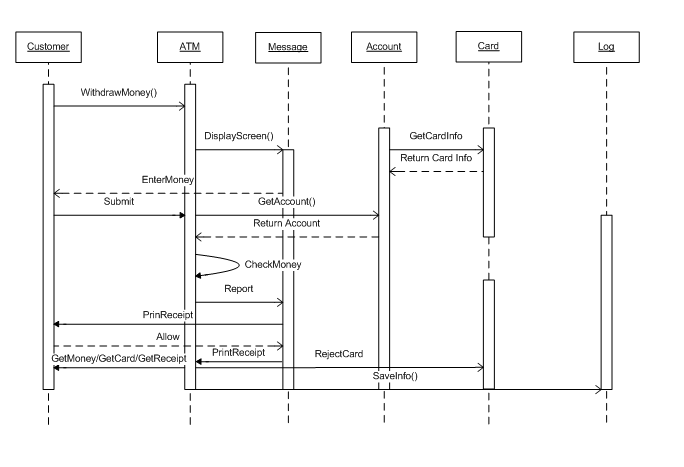 Customer
ATM
Message
Account
Card
Log
WithdrawMoney()
DisplayScreen()
GetCardInfo
Return Card Info
EnterMoney
Submit
GetAccount()
Return Account
CheckMoney
Report
PrinReceipt
Allow
GetMoney/GetCard/GetReceipt
PrintReceipt
RejectCard
SaveInfo()